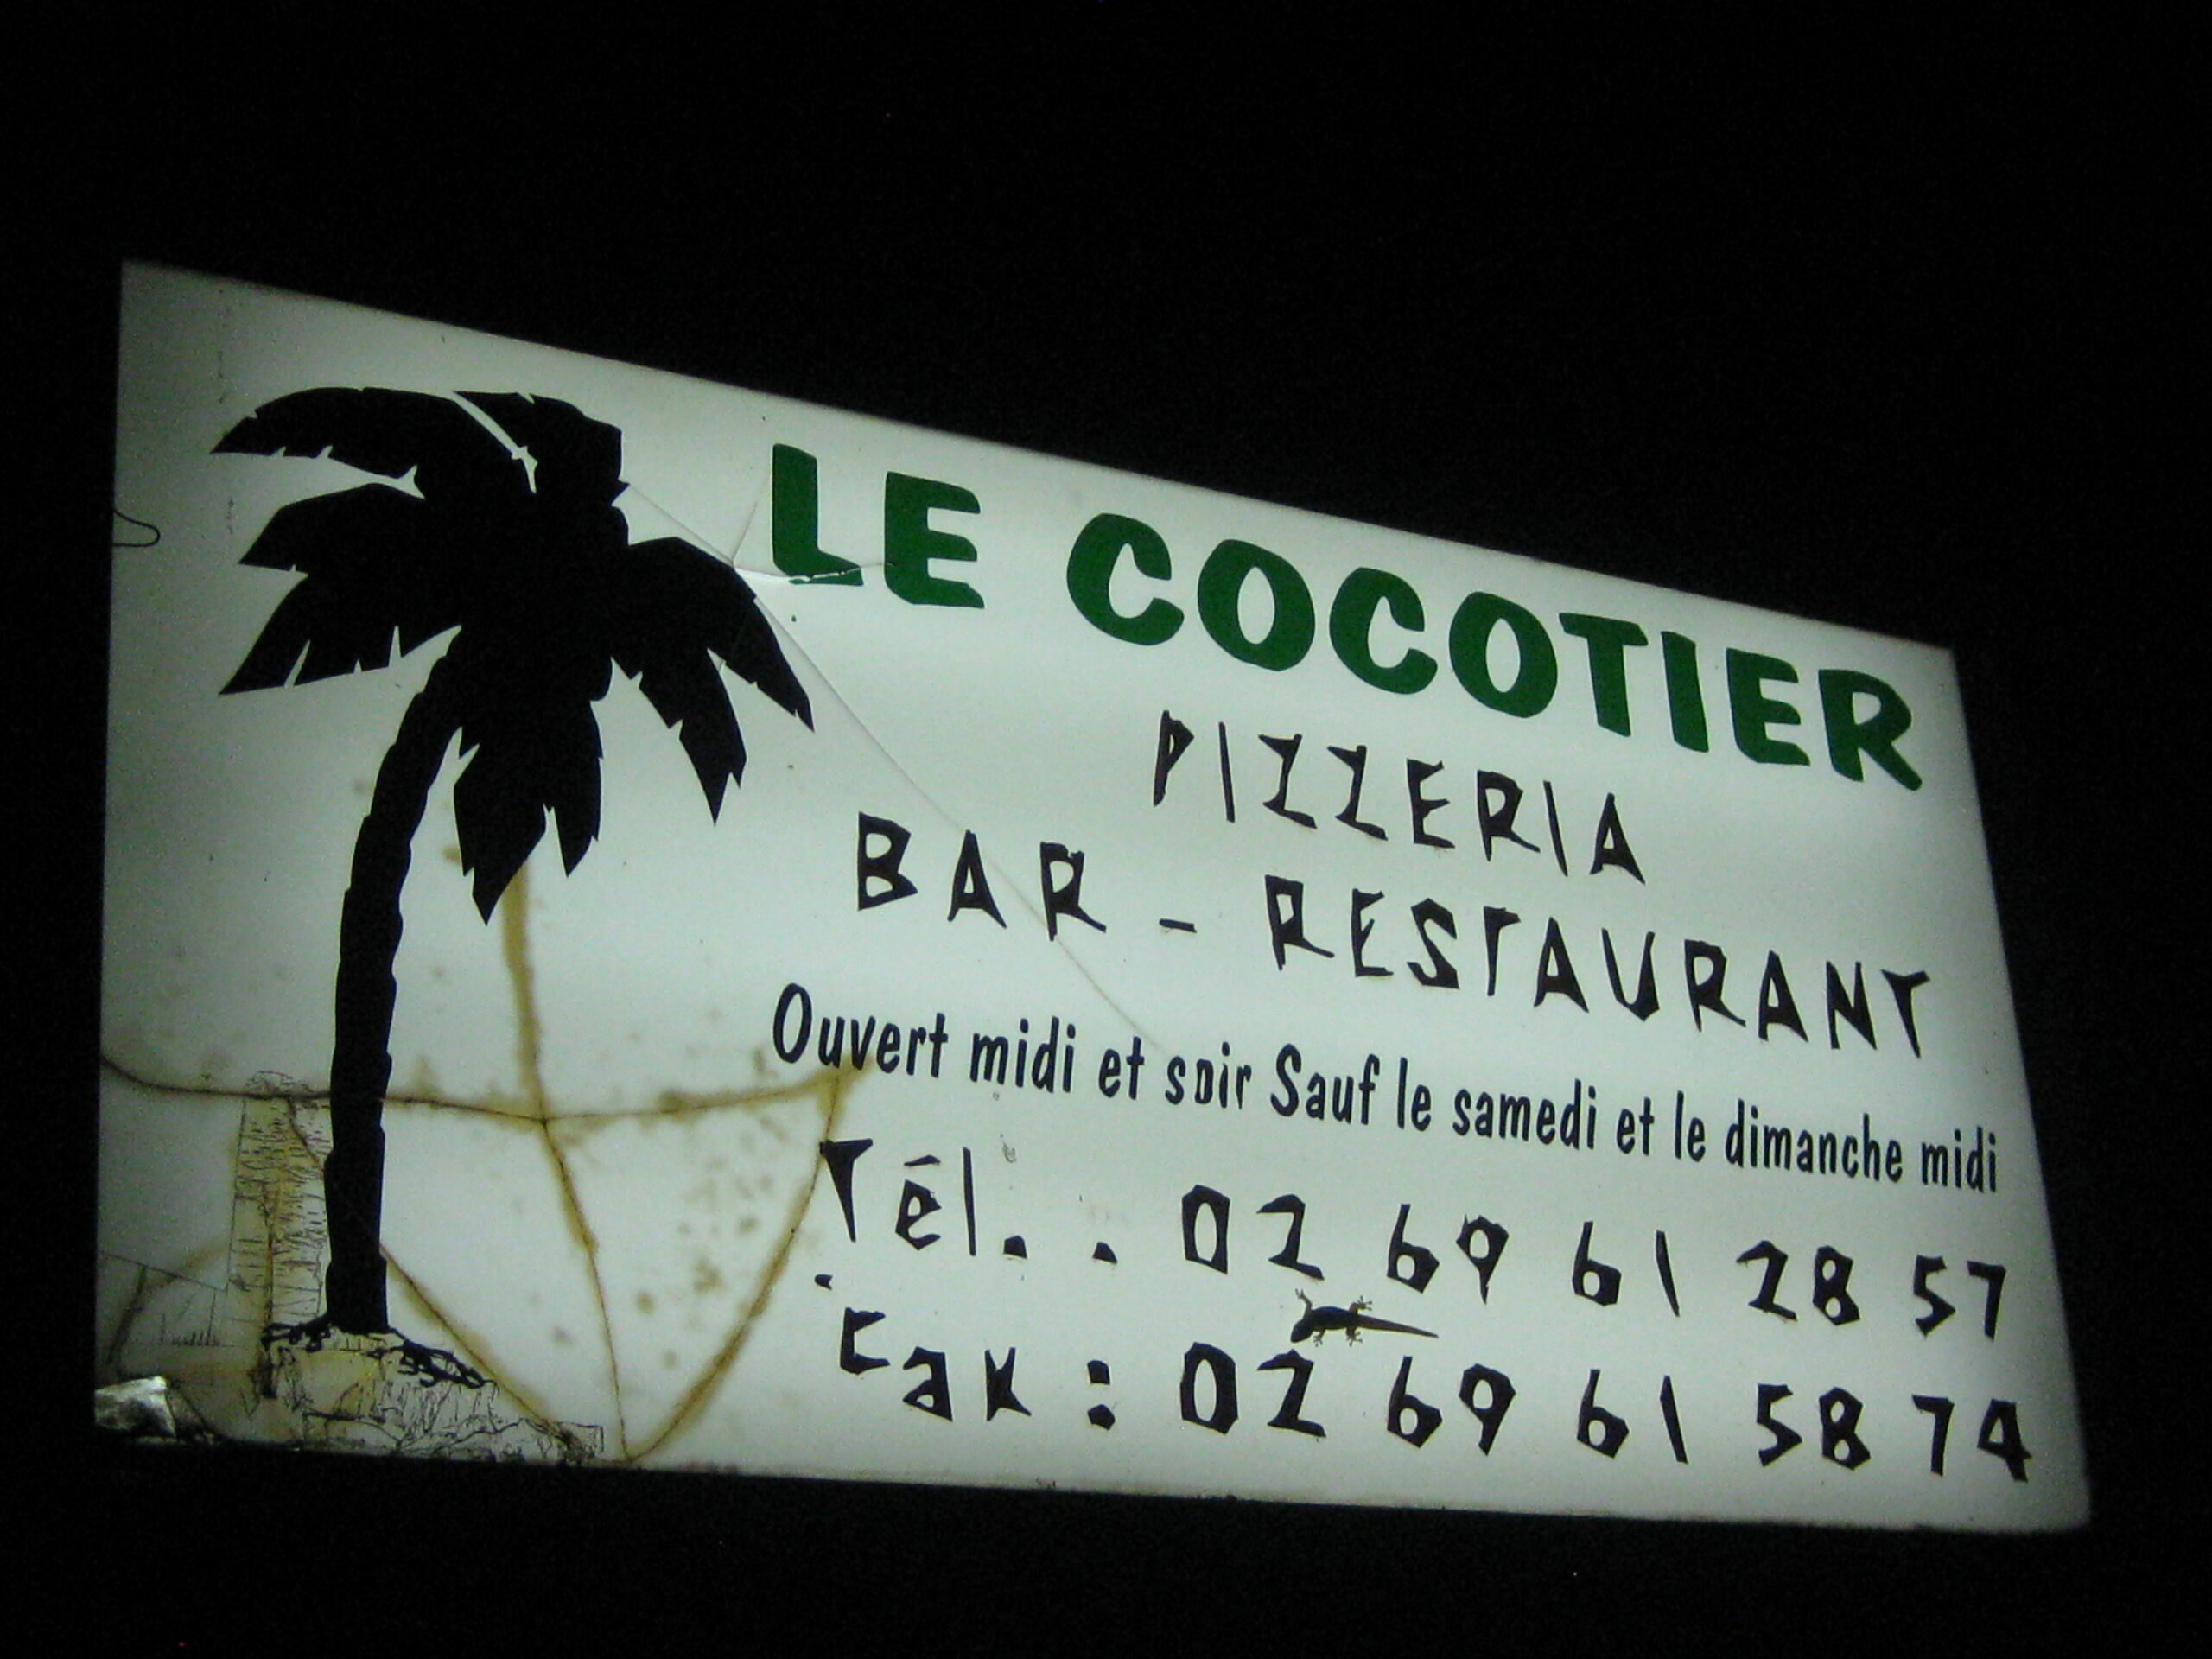 LE COCOTIER
PIZZERIA
BAR - RESTAURANT
Ouvert midi et soir Sauf le samedi et le dimanche midi
Tél. : 02 69 61 28 57
Fax : 02 69 61 58 74